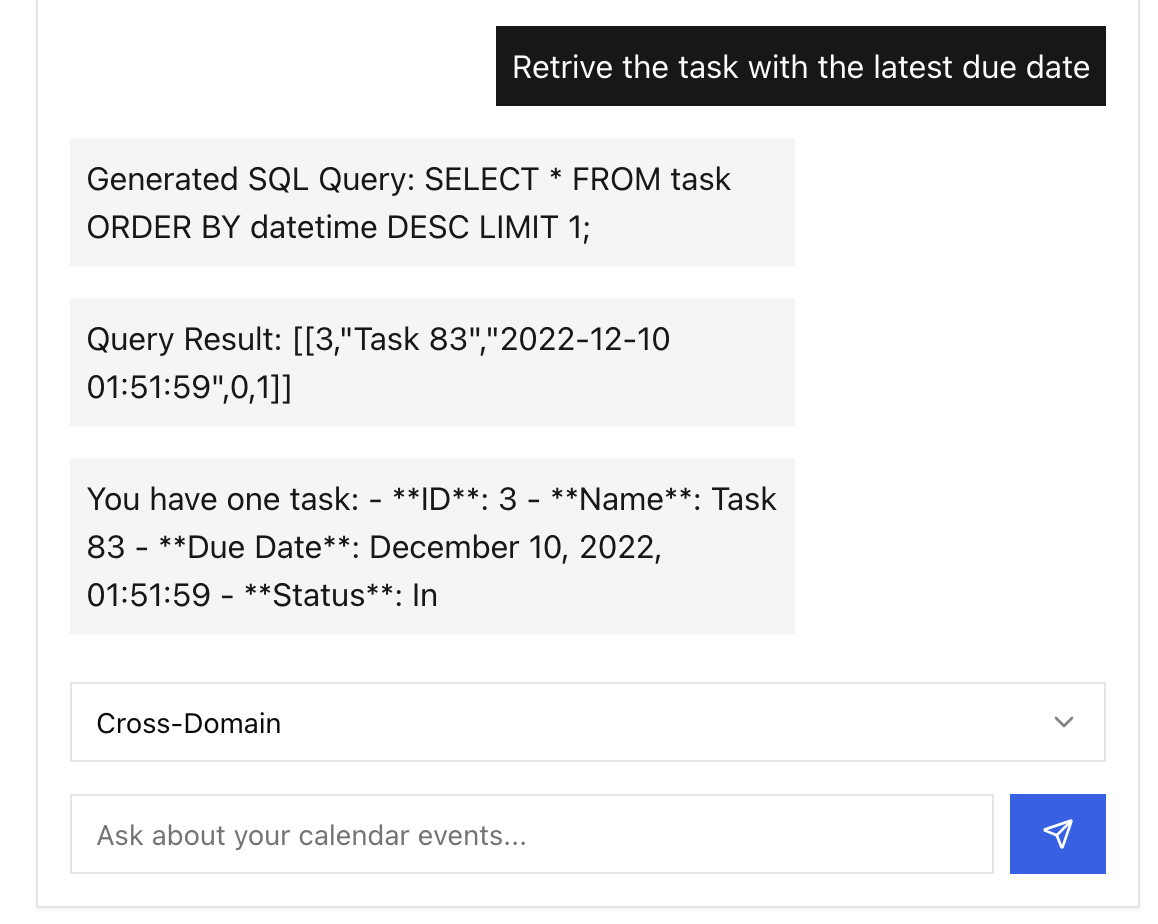 Retrive the task with the latest due date
Generated SQL Query: SELECT * FROM task
ORDER BY datetime DESC LIMIT 1;
Query Result: [[3,"Task 83","2022-12-10
01:51:59",0,1]]
You have one task: - **ID**: 3 - **Name**: Task
83 - **Due Date**: December 10, 2022,
01:51:59 - **Status**: In
Cross-Domain
Ask about your calendar events...